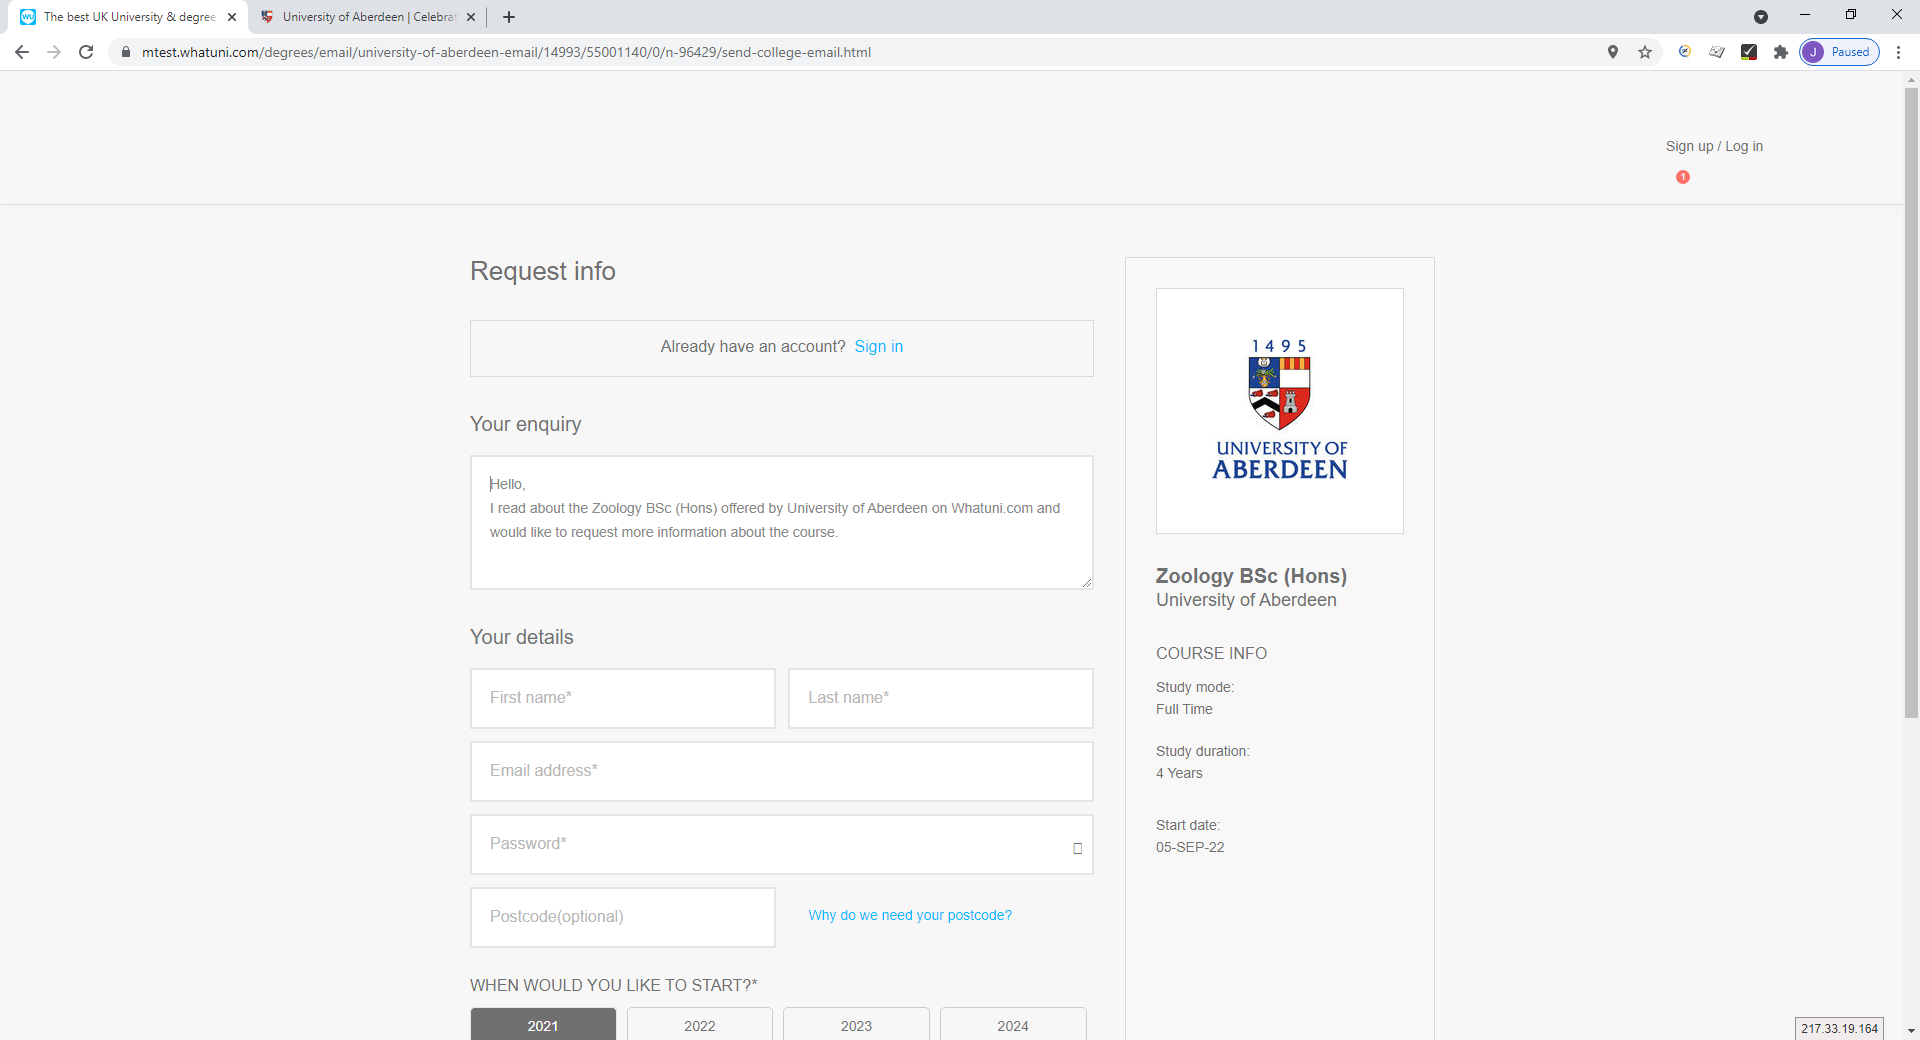 The best UK University & degree
University of Aberdeen | Celebrat
mtest.whatuni.com/degrees/email/university-of-aberdeen-email/14993/55001140/0/n-96429/send-college-email.html
J Paused
Sign up / Log in
1
Request info
Already have an account? Sign in
Your enquiry
Hello,
I read about the Zoology BSc (Hons) offered by University of Aberdeen on Whatuni.com and
would like to request more information about the course.
Your details
First name*
Last name*
Email address*
Password*
Postcode(optional)
Why do we need your postcode?
WHEN WOULD YOU LIKE TO START?*
2021
2022
2023
2024
1495
UNIVERSITY OF
ABERDEEN
Zoology BSc (Hons)
University of Aberdeen
COURSE INFO
Study mode:
Full Time
Study duration:
4 Years
Start date:
05-SEP-22
217.33.19.164